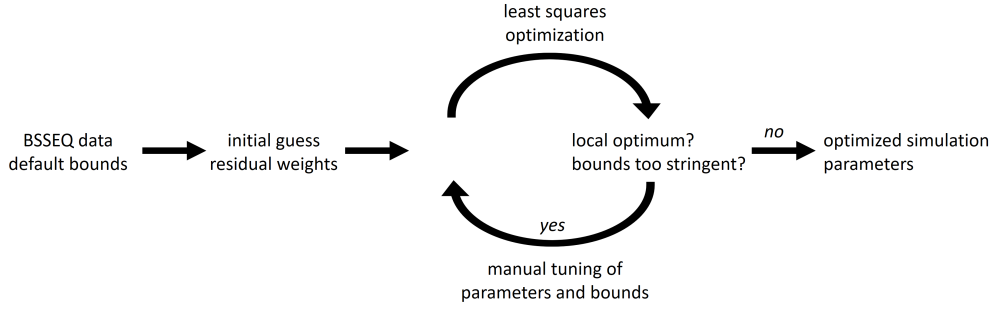 least squares
optimization
BSSEQ data
default bounds
initial guess
residual weights
local optimum?
bounds too stringent?
no
optimized simulation
parameters
yes
manual tuning of
parameters and bounds